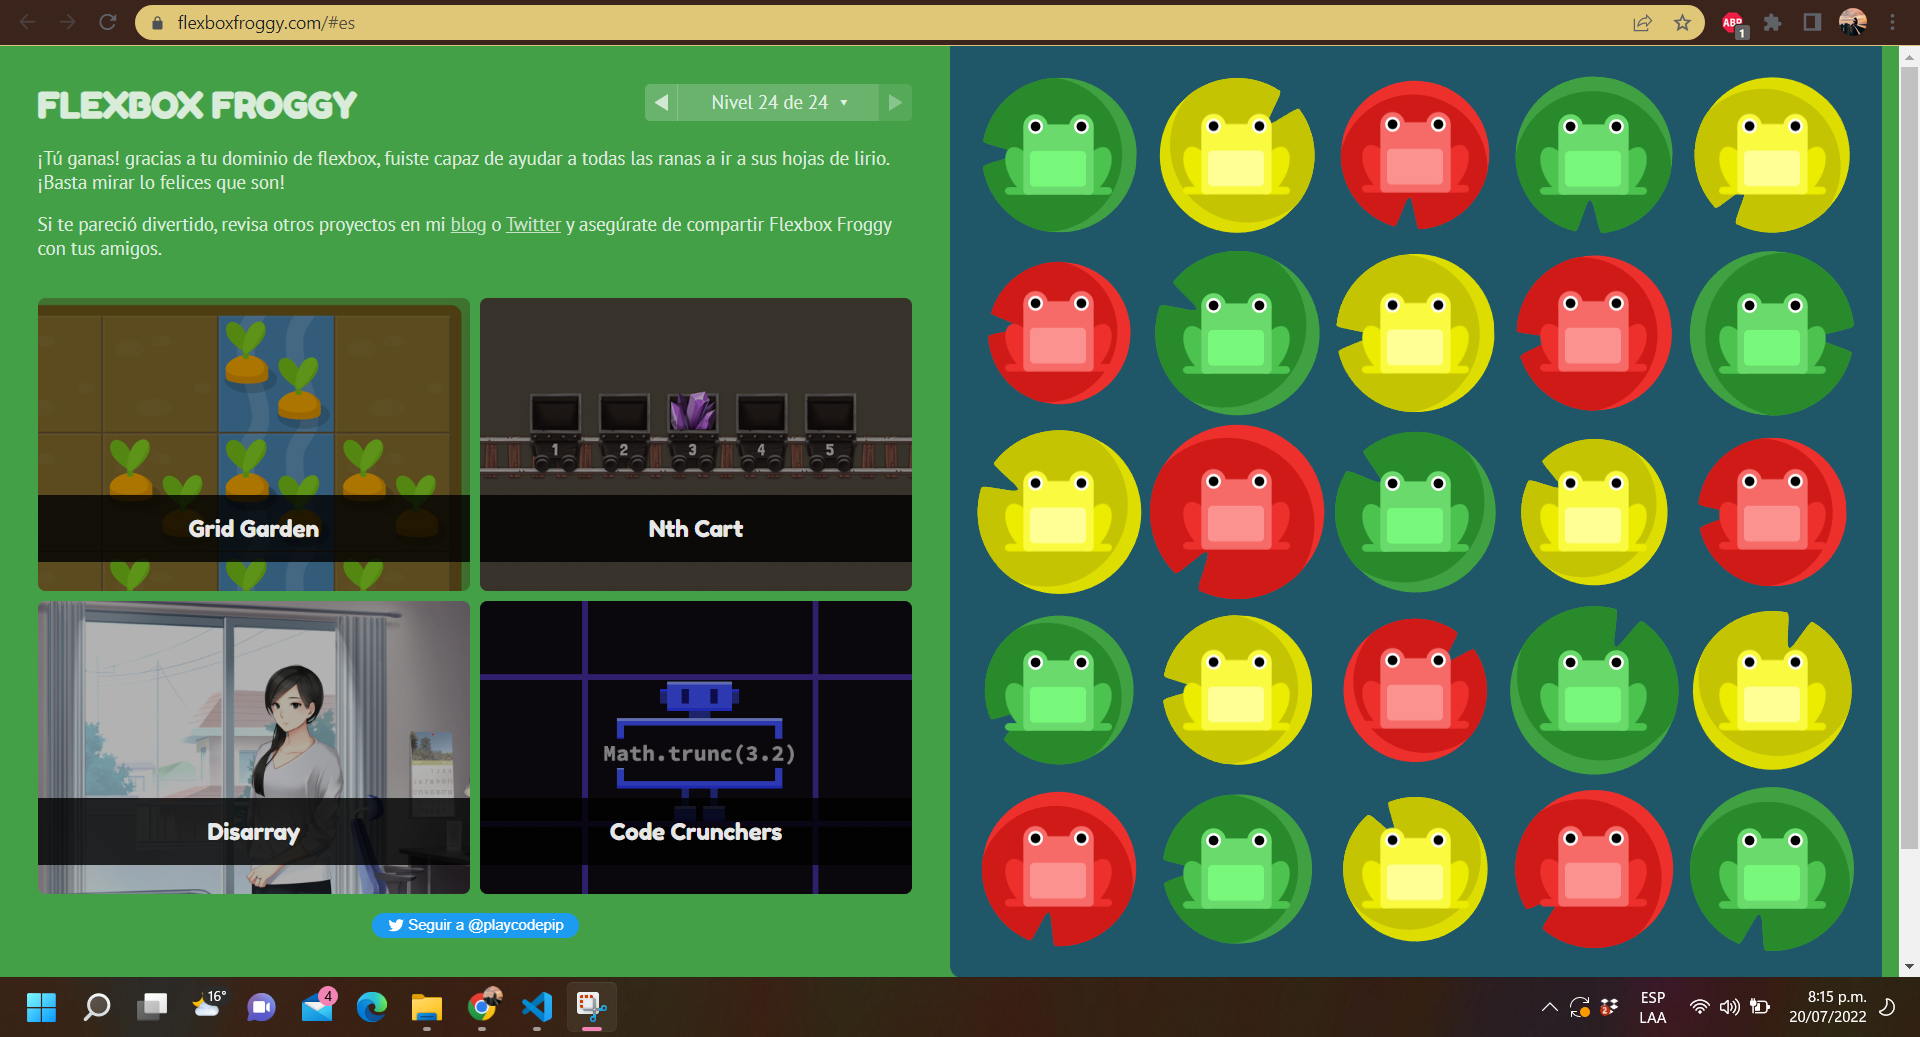 flexboxfroggy.com/#es
ABP
1
FLEXBOX FROGGY
Nivel 24 de 24
¡Tú ganas! gracias a tu dominio de flexbox, fuiste capaz de ayudar a todas las ranas a ir a sus hojas de lirio.
¡Basta mirar lo felices que son!
Si te pareció divertido, revisa otros proyectos en mi blog o Twitter y asegúrate de compartir Flexbox Froggy
con tus amigos.
1 2 3 4 5
Grid Garden
Nth Cart
Math.trunc(3.2)
Disarray
Code Crunchers
Seguir a @playcodepip
16°
4
2
ESP
LAA
8:15 p.m.
20/07/2022